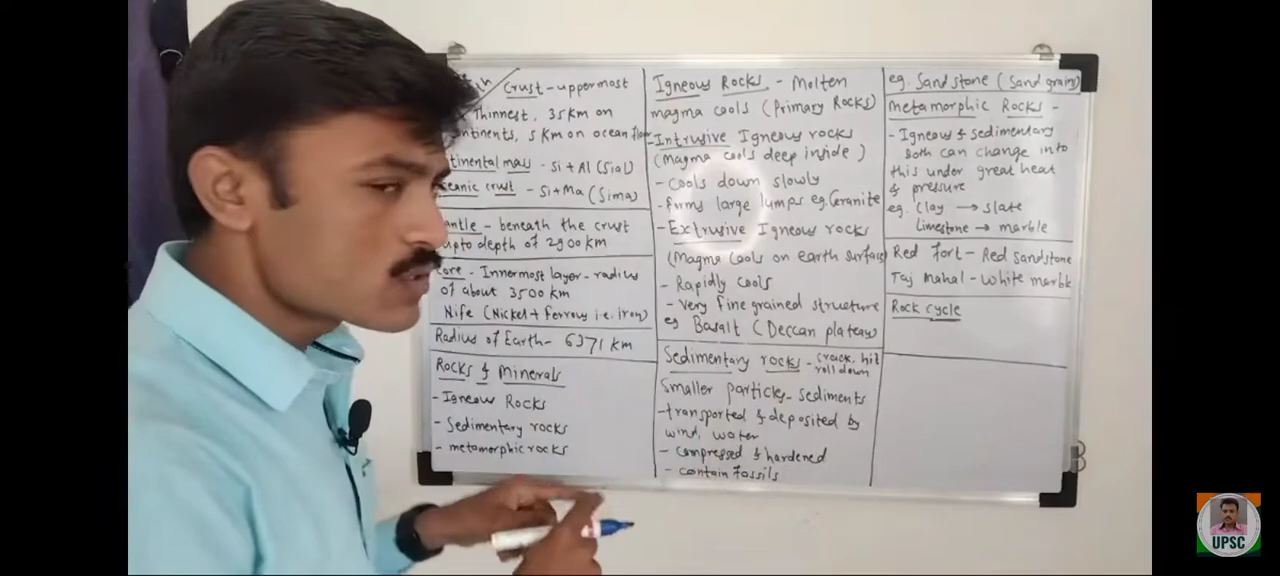 Crust - uppermost
Thinnest, 35km on
continents, 5 km on ocean floor
mass - Si + Al (Sial)
crust - Si + Ma (Sima)
- beneath the crust
upto depth of 2900 km
Core - Innermost layer - radius
of about 3500 km
Nife (Nickel + ferrous i.e. iron)
Radius of Earth - 6371 km
Rocks & Minerals
- Igneous Rocks
- Sedimentary rocks
- metamorphic rocks
Igneous Rocks - Molten
magma cools (Primary Rocks)
- Intrusive Igneous rocks
(Magma cools deep inside)
- Cools down slowly
- forms large lumps eg. Granite
- Extrusive Igneous rocks
(Magma cools on earth surface)
- Rapidly cools
- Very fine grained structure
eg Basalt (Deccan plateau)
Sedimentary rocks - crack, hit
roll down
Smaller particles - sediments
- transported & deposited by
wind, water
- compressed & hardened
- contain fossils
eg. Sandstone (Sand grains)
metamorphic Rocks -
- Igneous & sedimentary
both can change into
this under great heat
& pressure
eg. Clay → slate
limestone → marble
Red Fort - Red sandstone
Taj mahal - White marble
Rock cycle
UPSC